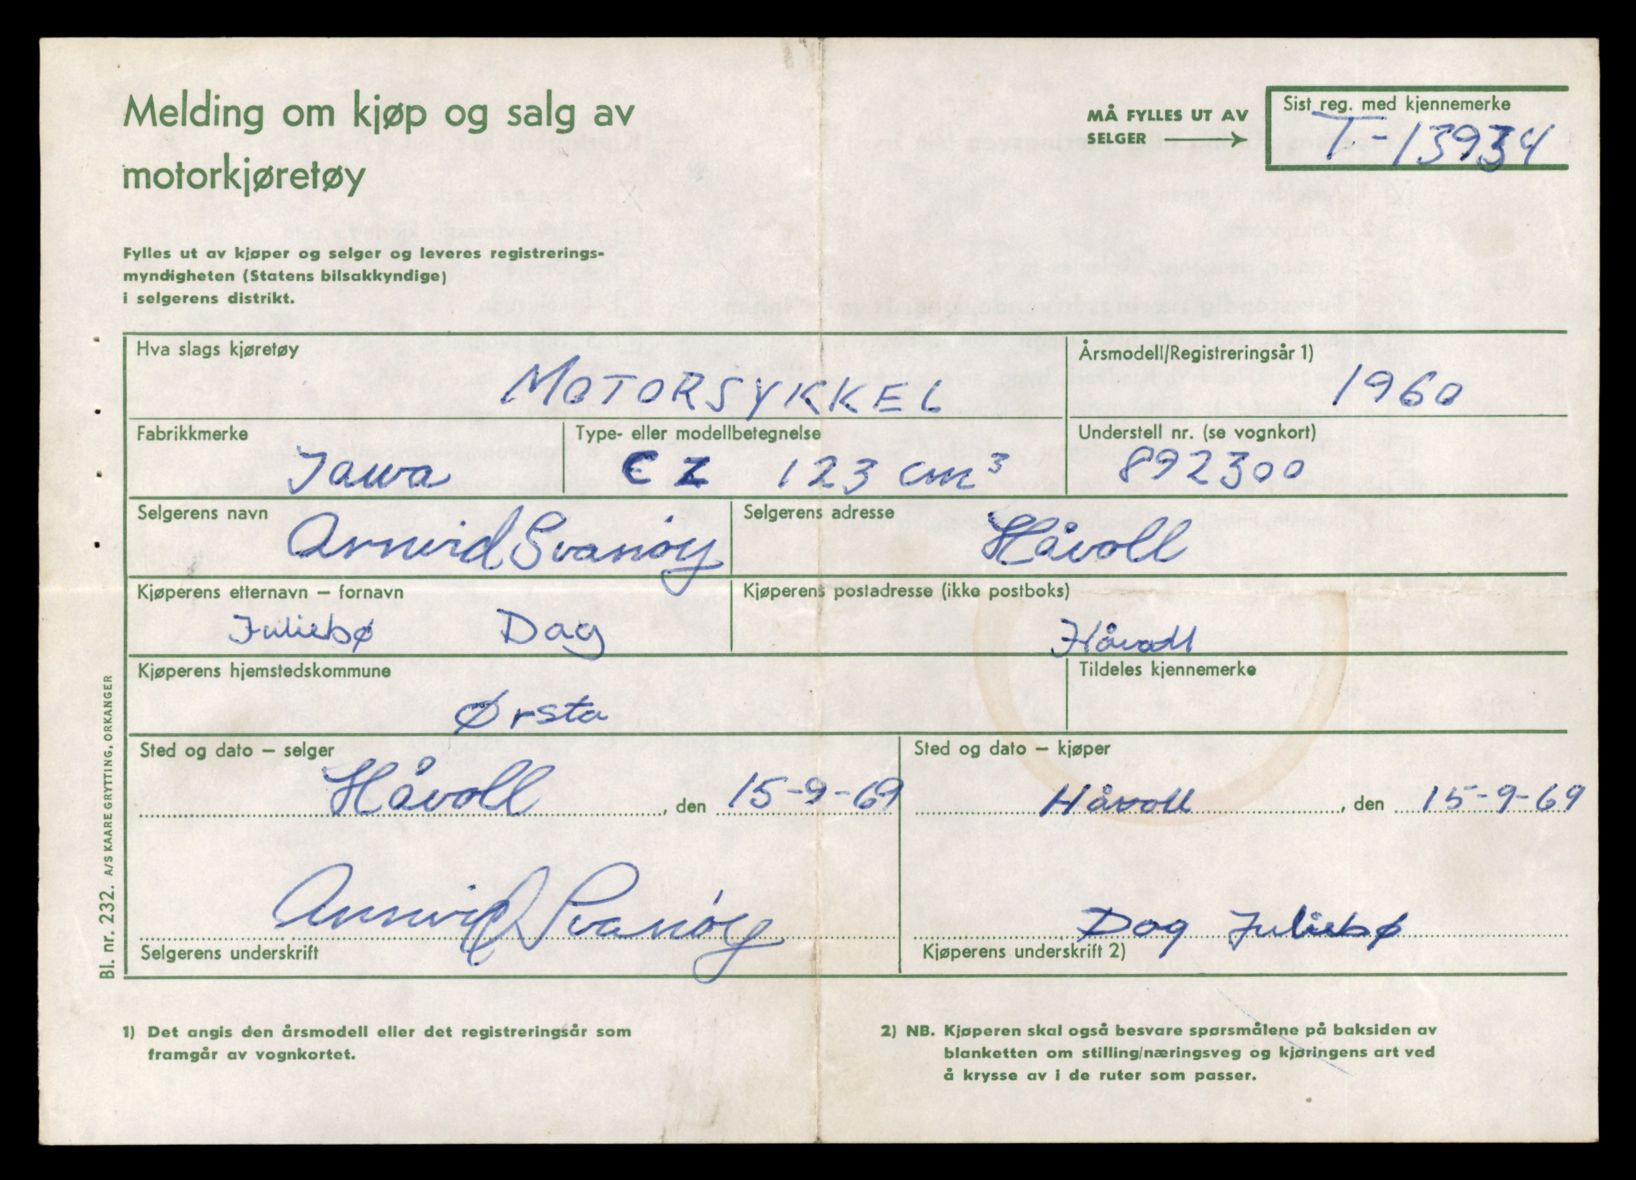 Melding om kjøp og salg av
motorkjøretøy
MÅ FYLLES UT AV
SELGER
Sist reg. med kjennemerke
T-13934
Fylles ut av kjøper og selger og leveres registrerings-
myndigheten (Statens bilsakkyndige)
i selgerens distrikt.
Hva slags kjøretøy
MOTORSYKKEL
Årsmodell/Registreringsår 1)
1960
Fabrikkmerke
Jawa
Type- eller modellbetegnelse
CZ 123 cm³
Understell nr. (se vognkort)
892300
Selgerens navn
Arnvid Svanøy
Selgerens adresse
Håvoll
Kjøperens etternavn – fornavn
Juliebø Dag
Kjøperens postadresse (ikke postboks)
Håvoll
Kjøperens hjemstedskommune
Ørsta
Tildeles kjennemerke
Sted og dato – selger
Håvoll, den 15-9-69
Sted og dato – kjøper
Håvoll, den 15-9-69
Arnvid Svanøy
Selgerens underskrift
Dag Juliebø
Kjøperens underskrift 2)
Bl. nr. 232. A/S KAARE GRYTTING, ORKANGER
1) Det angis den årsmodell eller det registreringsår som
framgår av vognkortet.
2) NB. Kjøperen skal også besvare spørsmålene på baksiden av
blanketten om stilling/næringsveg og kjøringens art ved
å krysse av i de ruter som passer.